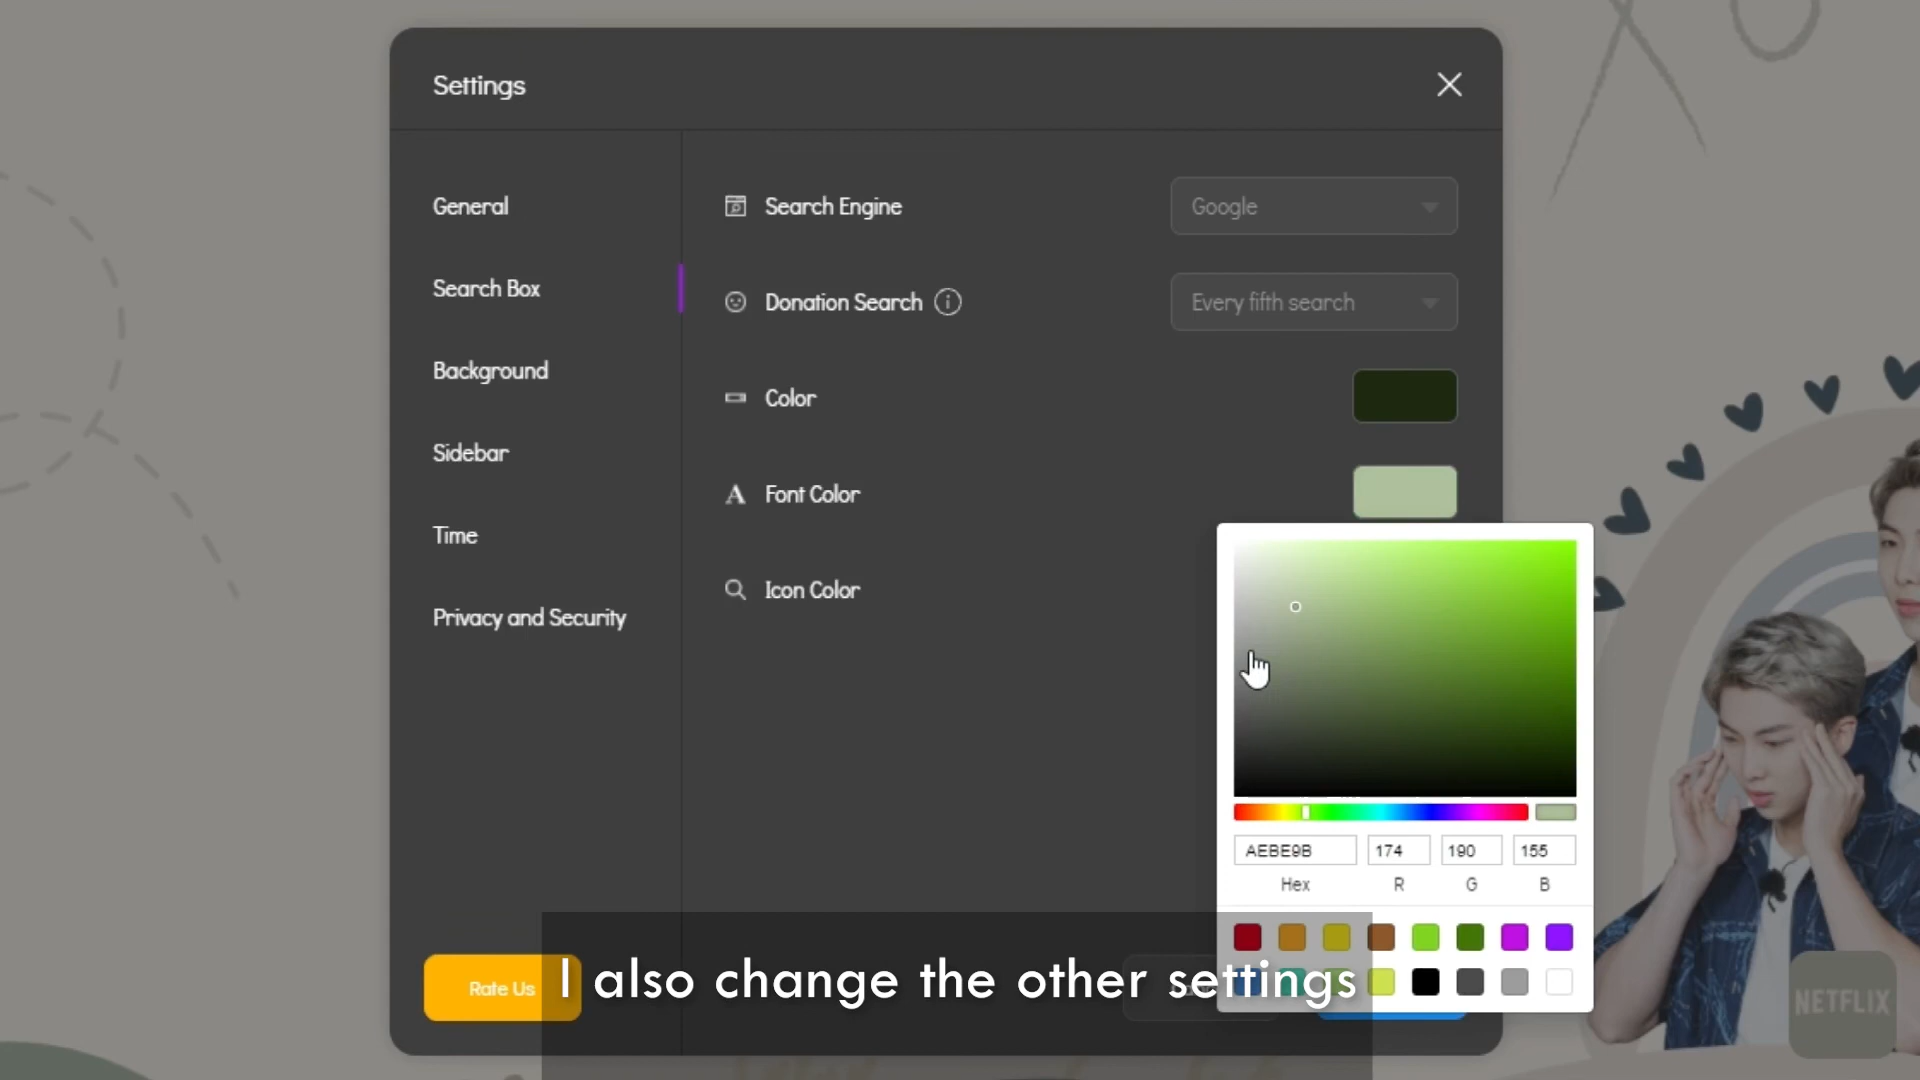 Settings
General
Search Box
Background
Sidebar
Time
Privacy and Security
Search Engine
Google
Donation Search
Every fifth search
Color
Font Color
Icon Color
AEBE9B 174 190 155
Hex R G B
Rate Us
I also change the other settings
NETFLIX